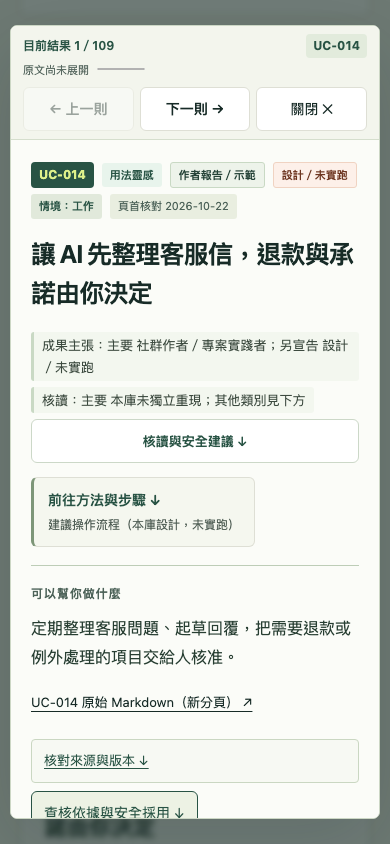 目前結果 1 / 109
UC-014
原文尚未展開
← 上一則
下一則 →
關閉 ×
UC-014
用法靈感
作者報告 / 示範
設計 / 未實跑
情境：工作
頁首核對 2026-10-22
讓 AI 先整理客服信，退款與承
諾由你決定
成果主張：主要 社群作者 / 專案實踐者；另宣告 設計
/ 未實跑
核讀：主要 本庫未獨立重現；其他類別見下方
核讀與安全建議 ↓
前往方法與步驟 ↓
建議操作流程（本庫設計，未實跑）
可以幫你做什麼
定期整理客服問題、起草回覆，把需要退款或
例外處理的項目交給人核准。
UC-014 原始 Markdown（新分頁） ↗
核對來源與版本 ↓
查核依據與安全採用 ↓
讓由你決定